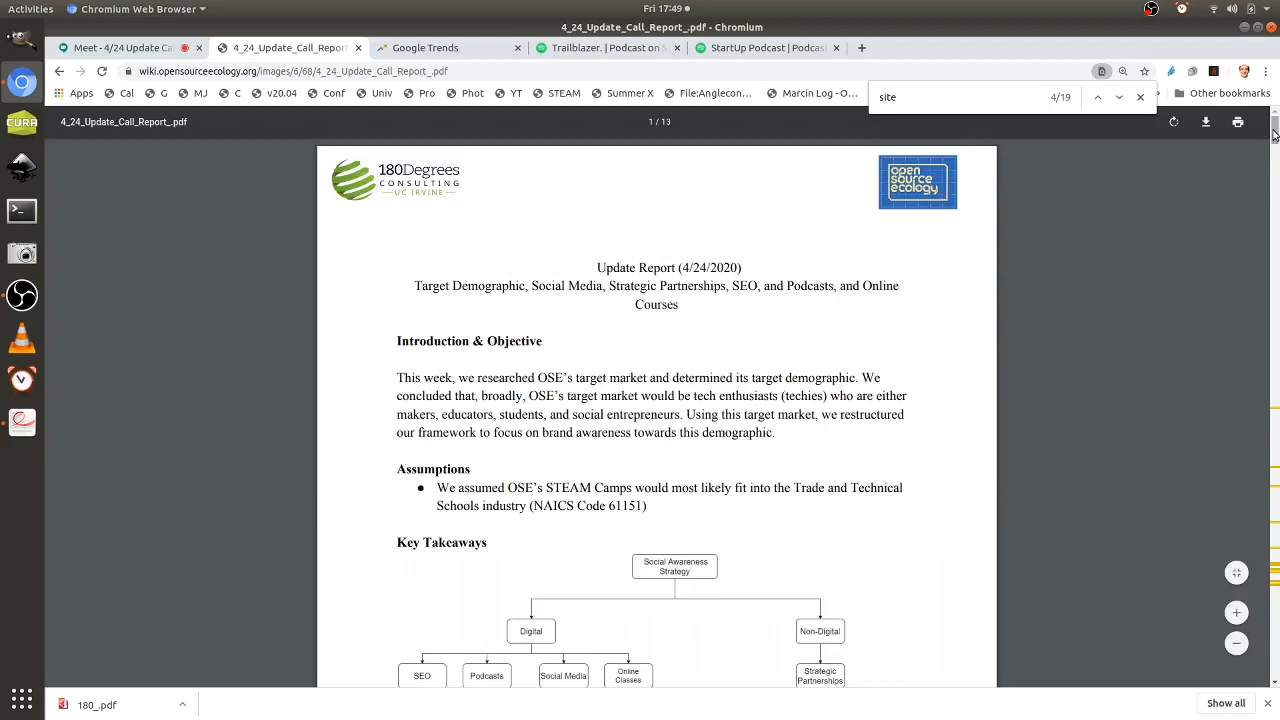 Activities
Chromium Web Browser
Fri 17:49
4_24_Update_Call_Report_.pdf - Chromium
Meet - 4/24 Update Ca
4_24_Update_Call_Report_.p
Google Trends
Trailblazer. | Podcast on S
StartUp Podcast | Podcas
wiki.opensourceecology.org/images/6/68/4_24_Update_Call_Report_.pdf
Apps
Cal
G
MJ
C
v20.04
Conf
Univ
Pro
Phot
YT
STEAM
Summer X
File:Anglecon...
Marcin Log - O...
Other bookmarks
site
4/19
4_24_Update_Call_Report_.pdf
1 / 13
180Degrees
CONSULTING
— UC IRVINE —
open
source
ecology
Update Report (4/24/2020)
Target Demographic, Social Media, Strategic Partnerships, SEO, and Podcasts, and Online
Courses
Introduction & Objective
This week, we researched OSE's target market and determined its target demographic. We
concluded that, broadly, OSE's target market would be tech enthusiasts (techies) who are either
makers, educators, students, and social entrepreneurs. Using this target market, we restructured
our framework to focus on brand awareness towards this demographic.
Assumptions
● We assumed OSE's STEAM Camps would most likely fit into the Trade and Technical
Schools industry (NAICS Code 61151)
Key Takeaways
Social Awareness
Strategy
Digital
Non-Digital
SEO
Podcasts
Social Media
Online
Classes
Strategic
Partnerships
180_.pdf
Show all
CURA